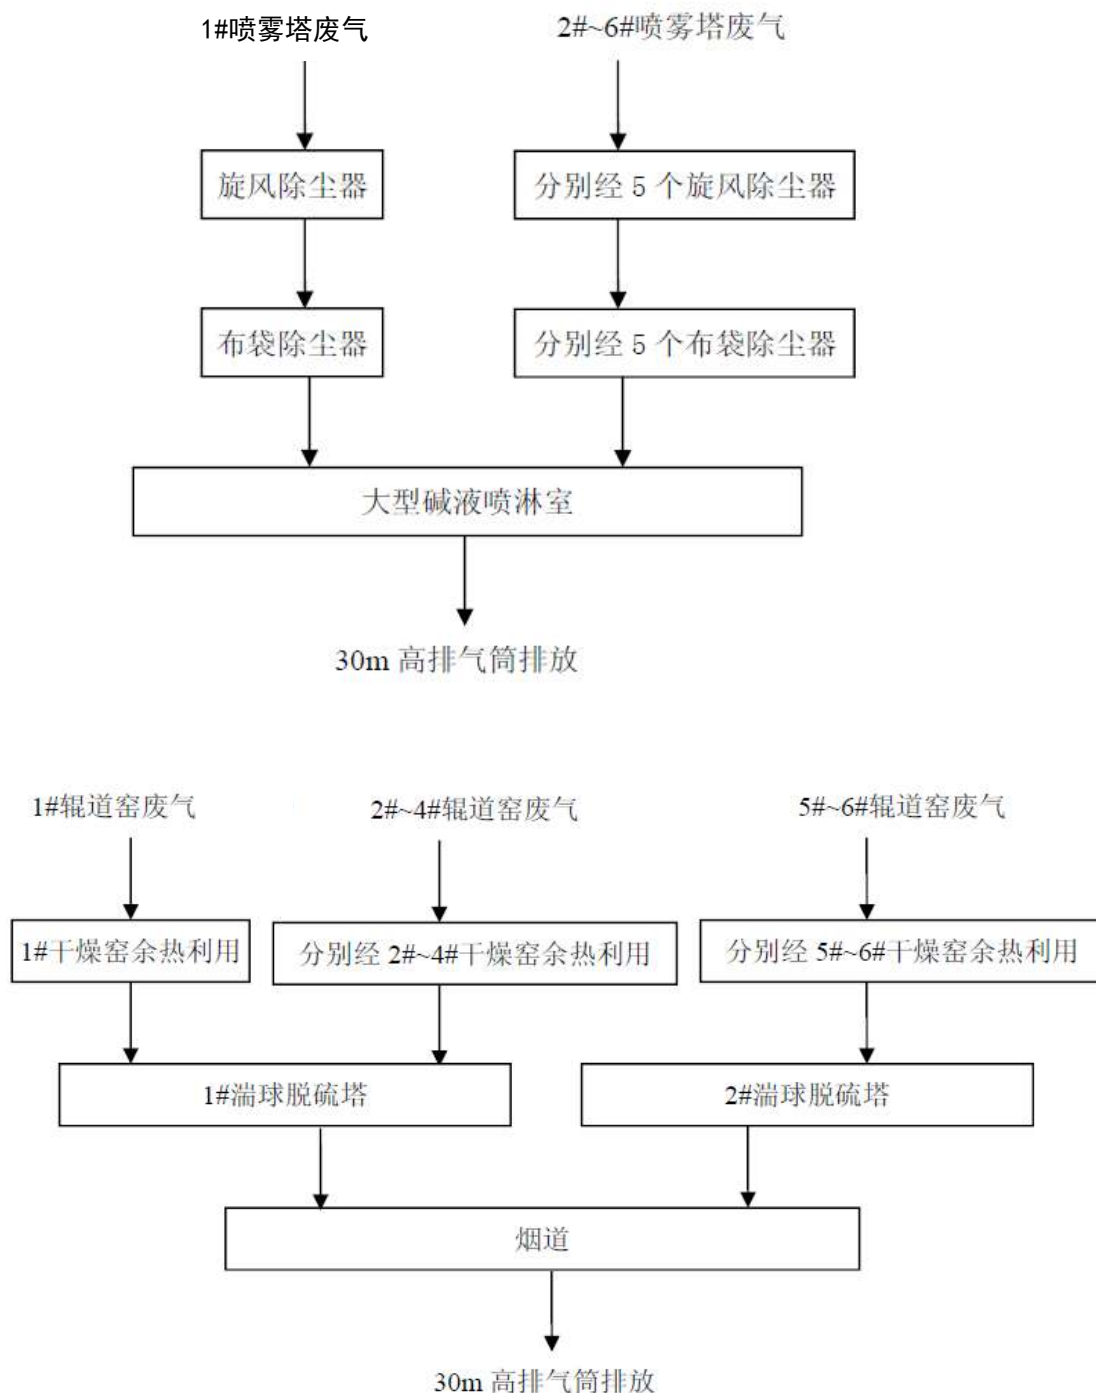 1#喷雾塔废气
2#~6#喷雾塔废气
旋风除尘器
分别经 5 个旋风除尘器
布袋除尘器
分别经 5 个布袋除尘器
大型碱液喷淋室
30m 高排气筒排放
1#辊道窑废气
2#~4#辊道窑废气
5#~6#辊道窑废气
1#干燥窑余热利用
分别经 2#~4#干燥窑余热利用
分别经 5#~6#干燥窑余热利用
1#湍球脱硫塔
2#湍球脱硫塔
烟道
30m 高排气筒排放